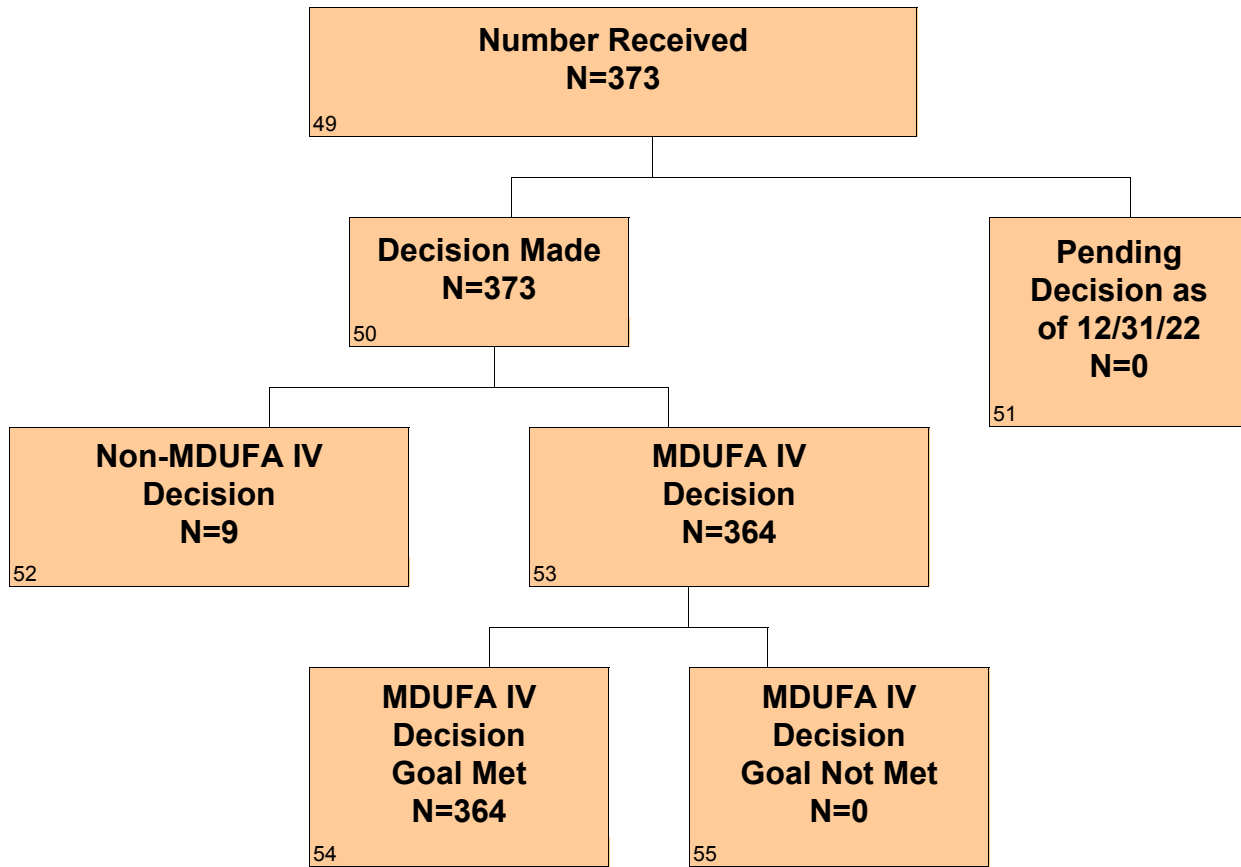 Number Received
N=373
49
Decision Made
N=373
50
Pending
Decision as
of 12/31/22
N=0
51
Non-MDUFA IV
Decision
N=9
52
MDUFA IV
Decision
N=364
53
MDUFA IV
Decision
Goal Met
N=364
54
MDUFA IV
Decision
Goal Not Met
N=0
55